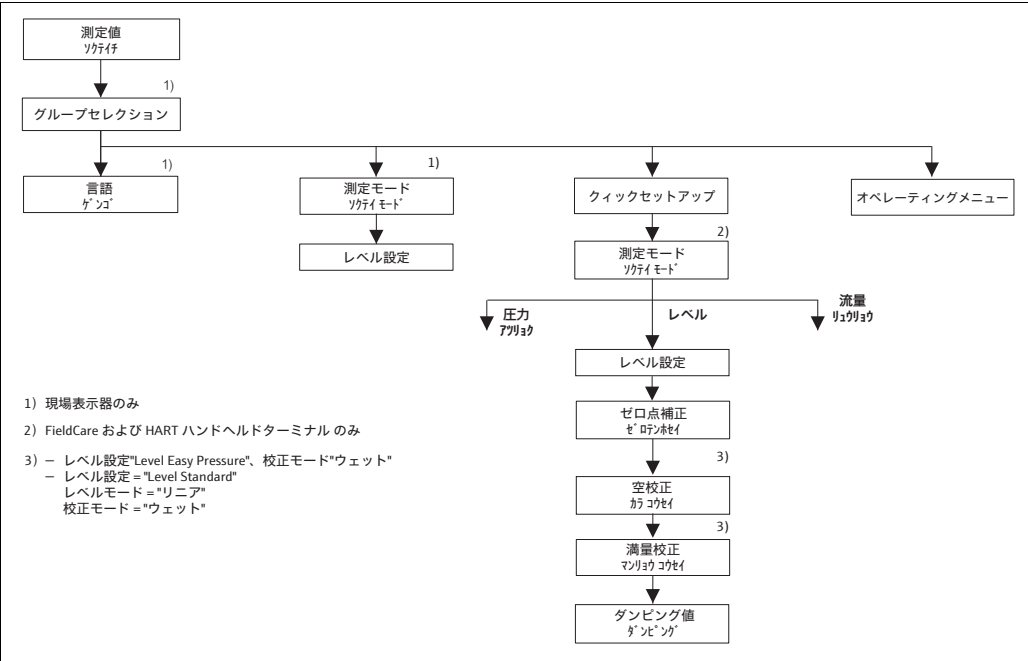 測定値
ｿｸﾃｲﾁ
1)
グループセレクション
1)
言語
ｹﾞﾝｺﾞ
1)
測定モード
ｿｸﾃｲ ﾓｰﾄﾞ
レベル設定
クィックセットアップ
オペレーティングメニュー
2)
測定モード
ｿｸﾃｲ ﾓｰﾄﾞ
圧力
ｱﾂﾘｮｸ
レベル
流量
ﾘｭｳﾘｮｳ
レベル設定
ゼロ点補正
ｾﾞﾛﾃﾝﾎｾｲ
3)
空校正
ｶﾗ ｺｳｾｲ
3)
満量校正
ﾏﾝﾘｮｳ ｺｳｾｲ
ダンピング値
ﾀﾞﾝﾋﾟﾝｸﾞ
1) 現場表示器のみ
2) FieldCare および HART ハンドヘルドターミナル のみ
3) − レベル設定"Level Easy Pressure"、校正モード"ウェット"
− レベル設定 = "Level Standard"
レベルモード = "リニア"
校正モード = "ウェット"